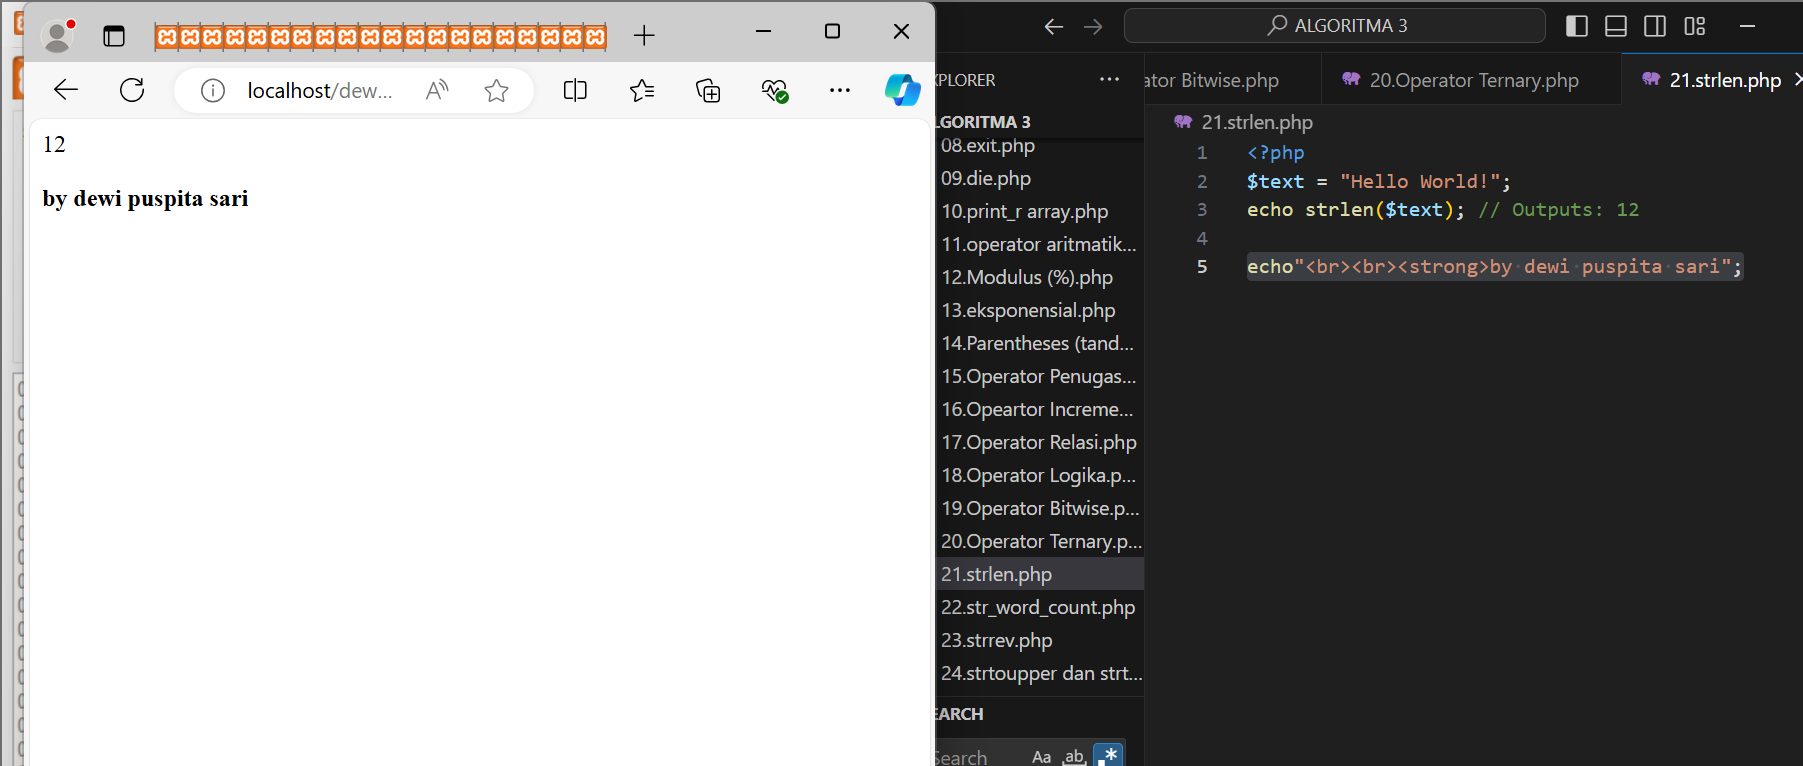 localhost/dew...
12
by dewi puspita sari
ALGORITMA 3
XPLORER
LGORITMA 3
08.exit.php
09.die.php
10.print_r array.php
11.operator aritmatik...
12.Modulus (%).php
13.eksponensial.php
14.Parentheses (tand...
15.Operator Penugas...
16.Opeartor Increme...
17.Operator Relasi.php
18.Operator Logika.p...
19.Operator Bitwise.p...
20.Operator Ternary.p...
21.strlen.php
22.str_word_count.php
23.strrev.php
24.strtoupper dan strt...
EARCH
Search
Aa
ab
ator Bitwise.php
20.Operator Ternary.php
21.strlen.php
21.strlen.php
1 <?php
2 $text = "Hello World!";
3 echo strlen($text); // Outputs: 12
4
5 echo"<br><br><strong>by dewi puspita sari";